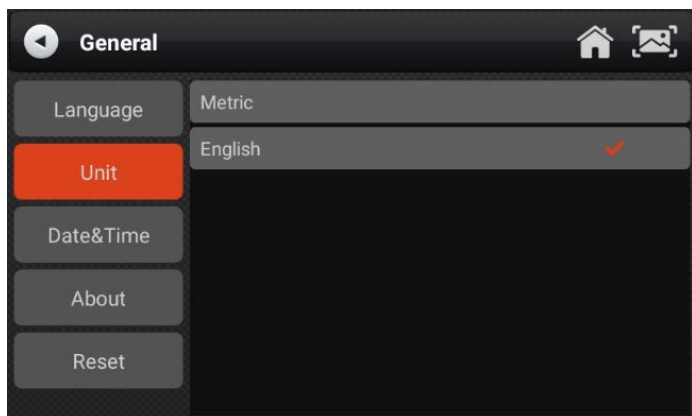 General
Language
Unit
Date&Time
About
Reset
Metric
English